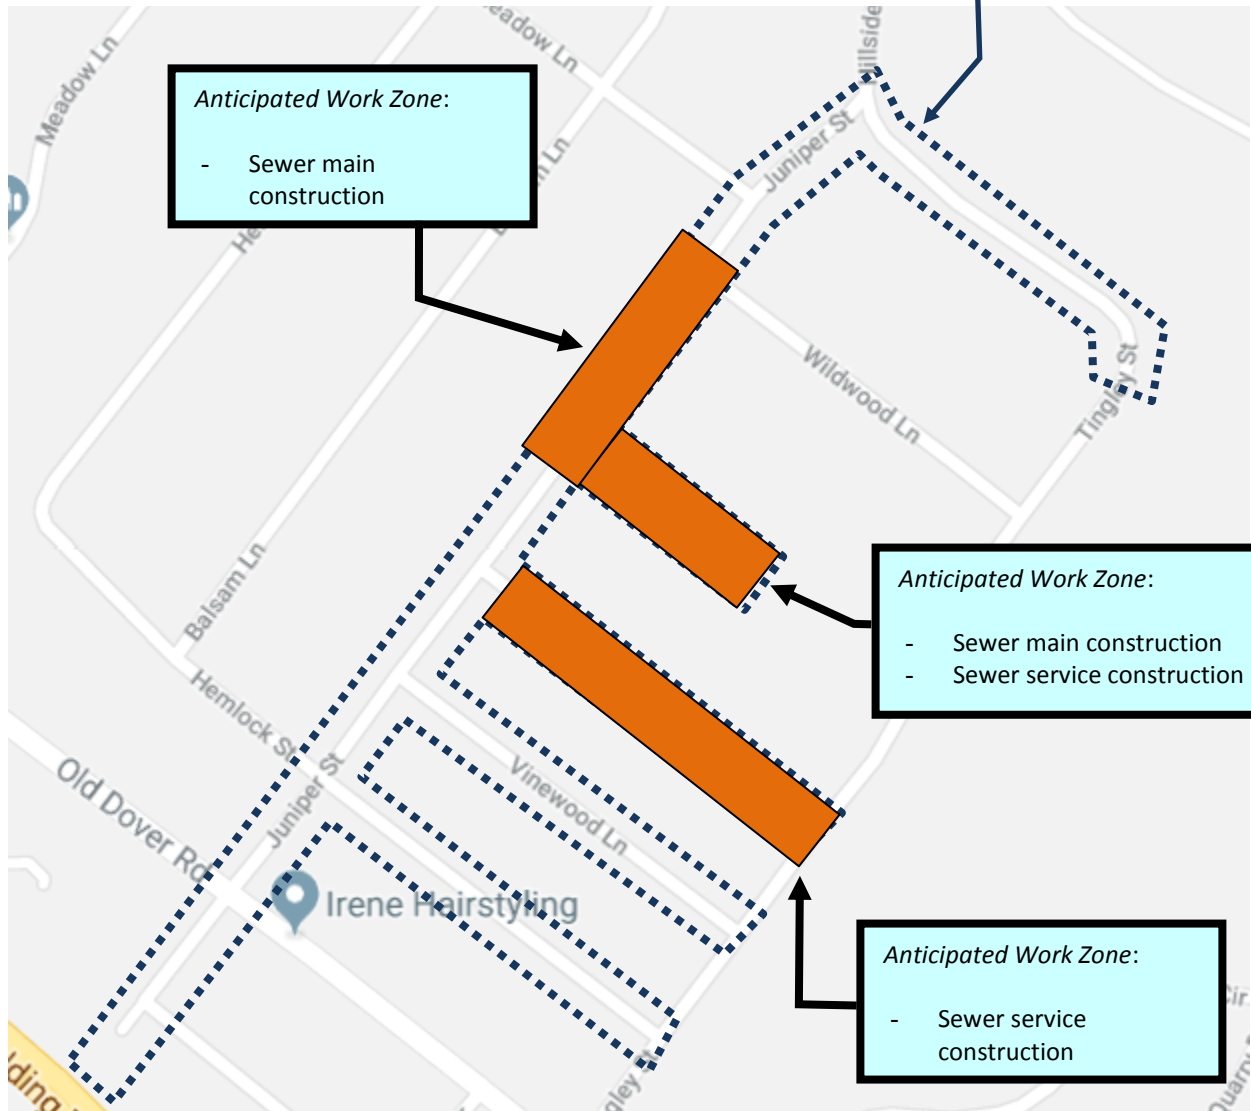 Meadow Ln
Hillside
Anticipated Work Zone:
- Sewer main
construction
Juniper St
Wildwood Ln
Tingley St
Balsam Ln
Anticipated Work Zone:
- Sewer main construction
- Sewer service construction
Hemlock St
Juniper St
Old Dover Rd
Vinewood Ln
Irene Hairstyling
Anticipated Work Zone:
- Sewer service
construction